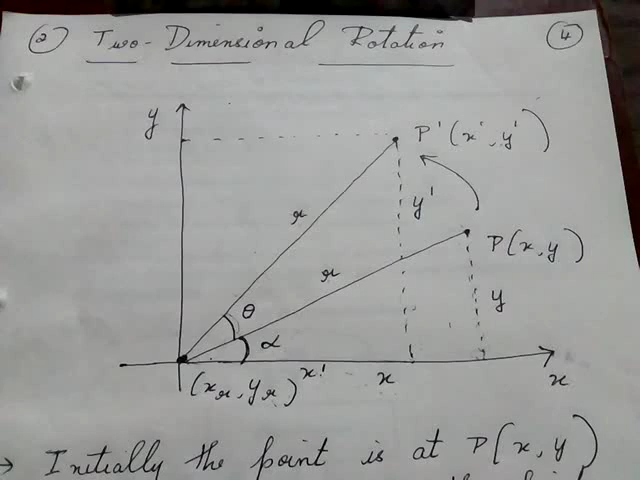 ② Two-Dimensional Rotation ④
y
P'(x', y')
r
y'
r
P(x, y)
θ
y
α
(xr, yr) x' x x
→ Initially the point is at P(x, y)